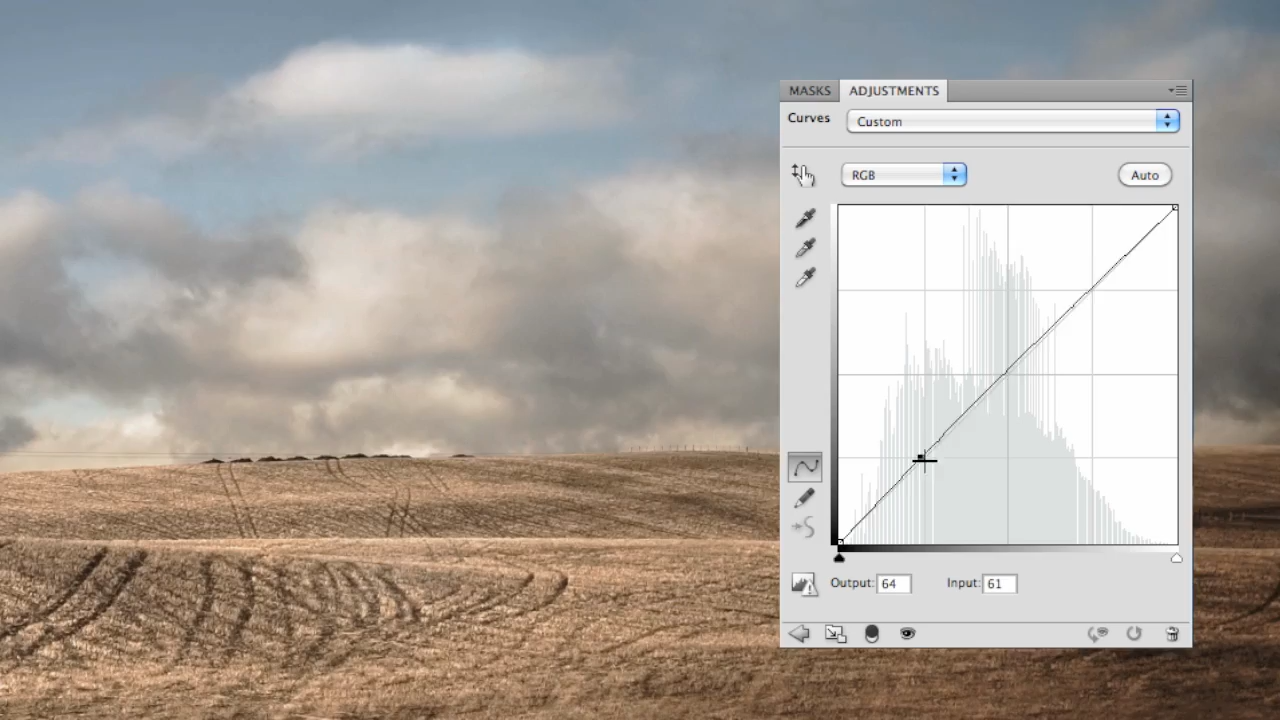 MASKS ADJUSTMENTS
Curves Custom
RGB Auto
Output: 64 Input: 61